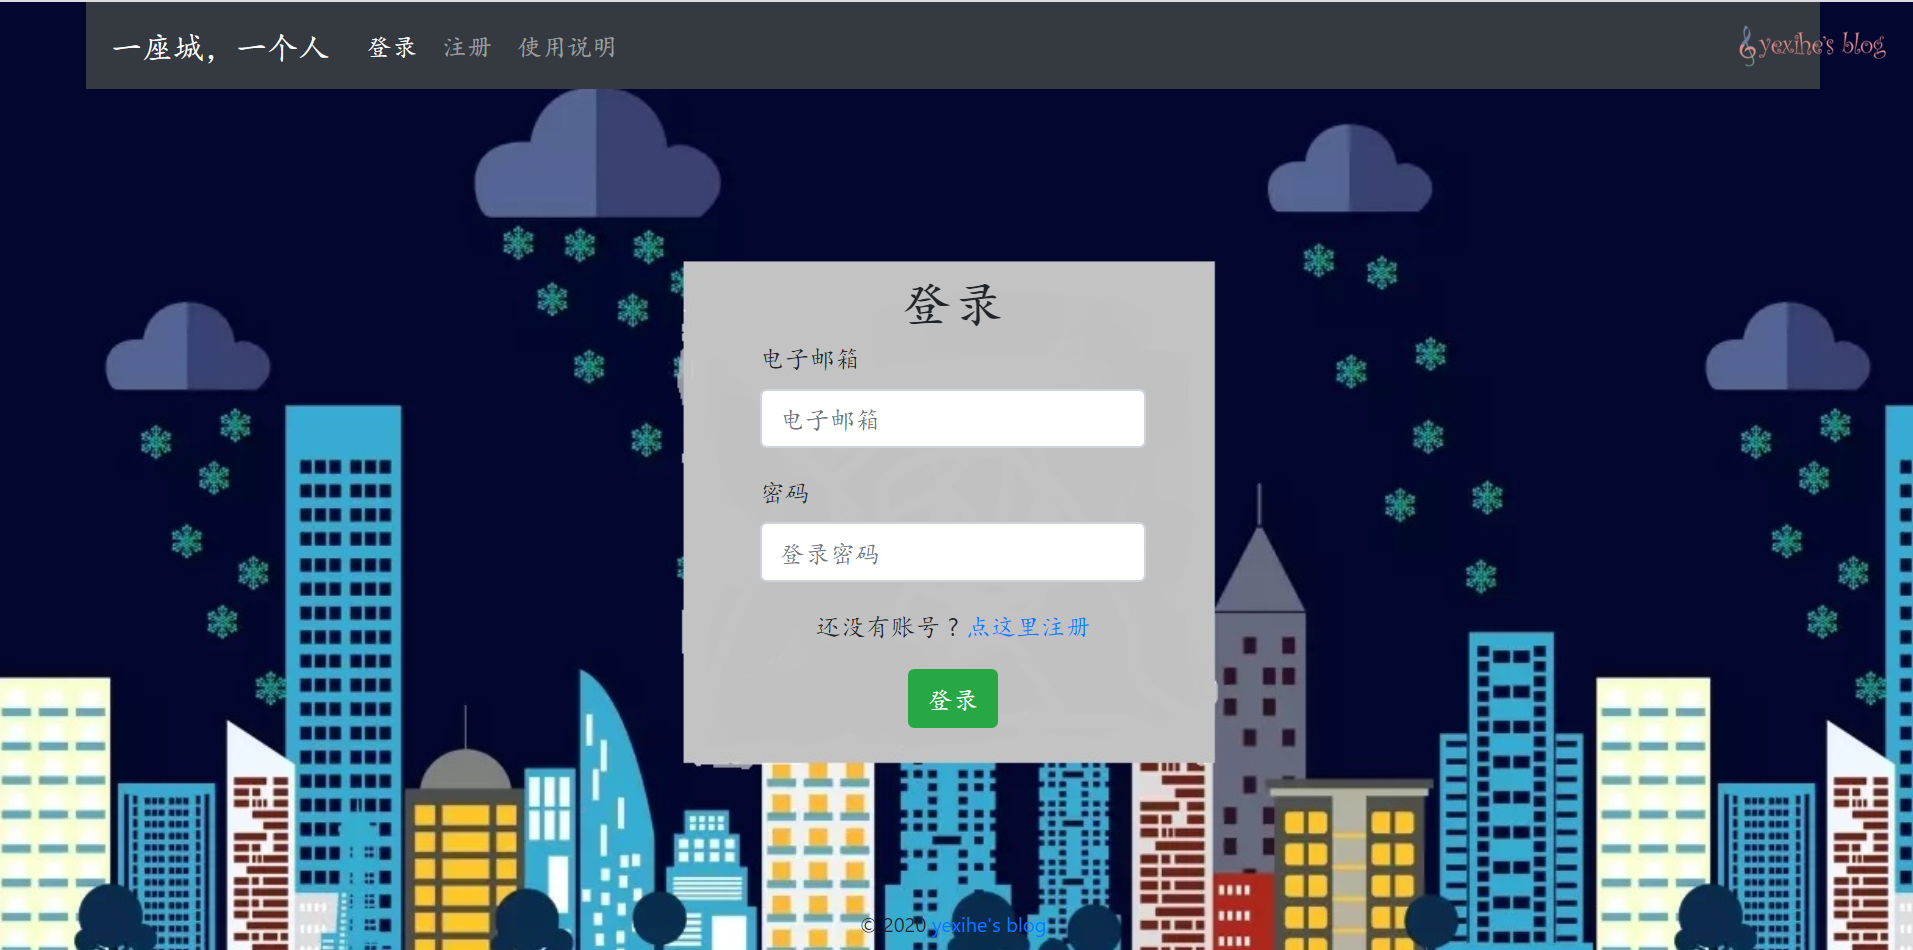 一座城，一个人 登录 注册 使用说明
yexihe's blog
登录
电子邮箱
电子邮箱
密码
登录密码
还没有账号？点这里注册
登录
© 2020 yexihe's blog